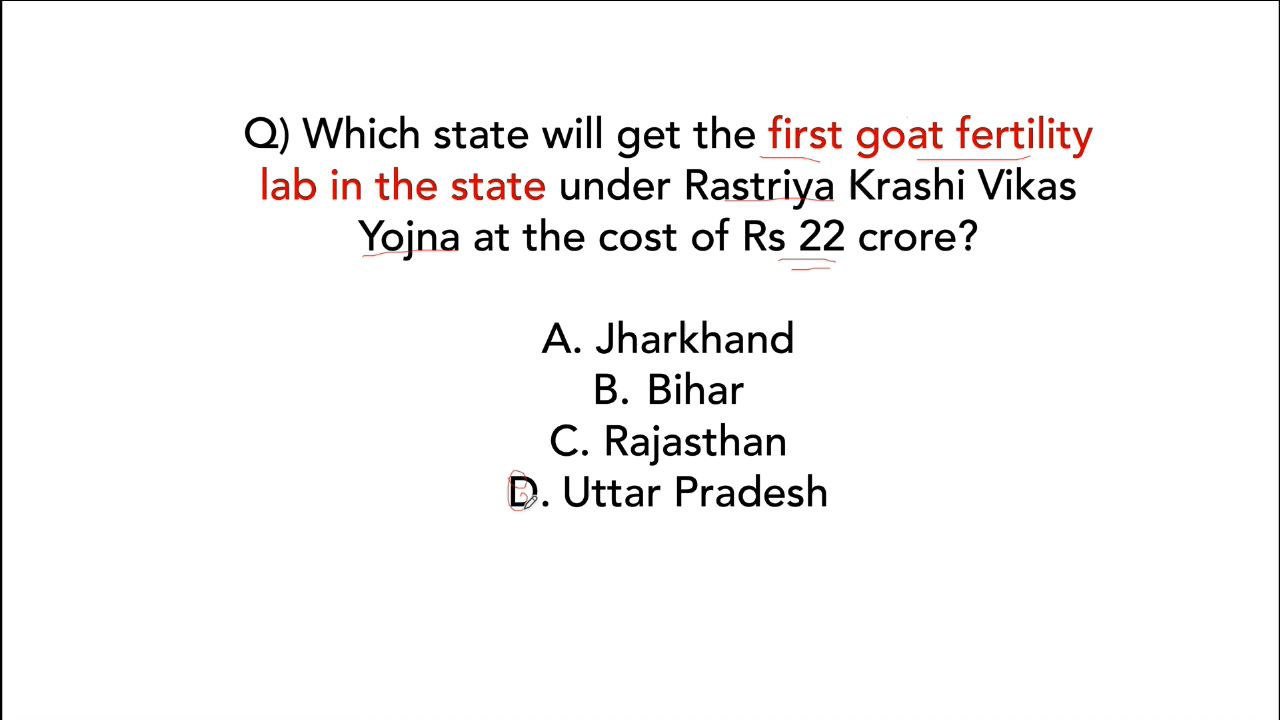 Q) Which state will get the first goat fertility
lab in the state under Rastriya Krashi Vikas
Yojna at the cost of Rs 22 crore?
A. Jharkhand
B. Bihar
C. Rajasthan
D. Uttar Pradesh